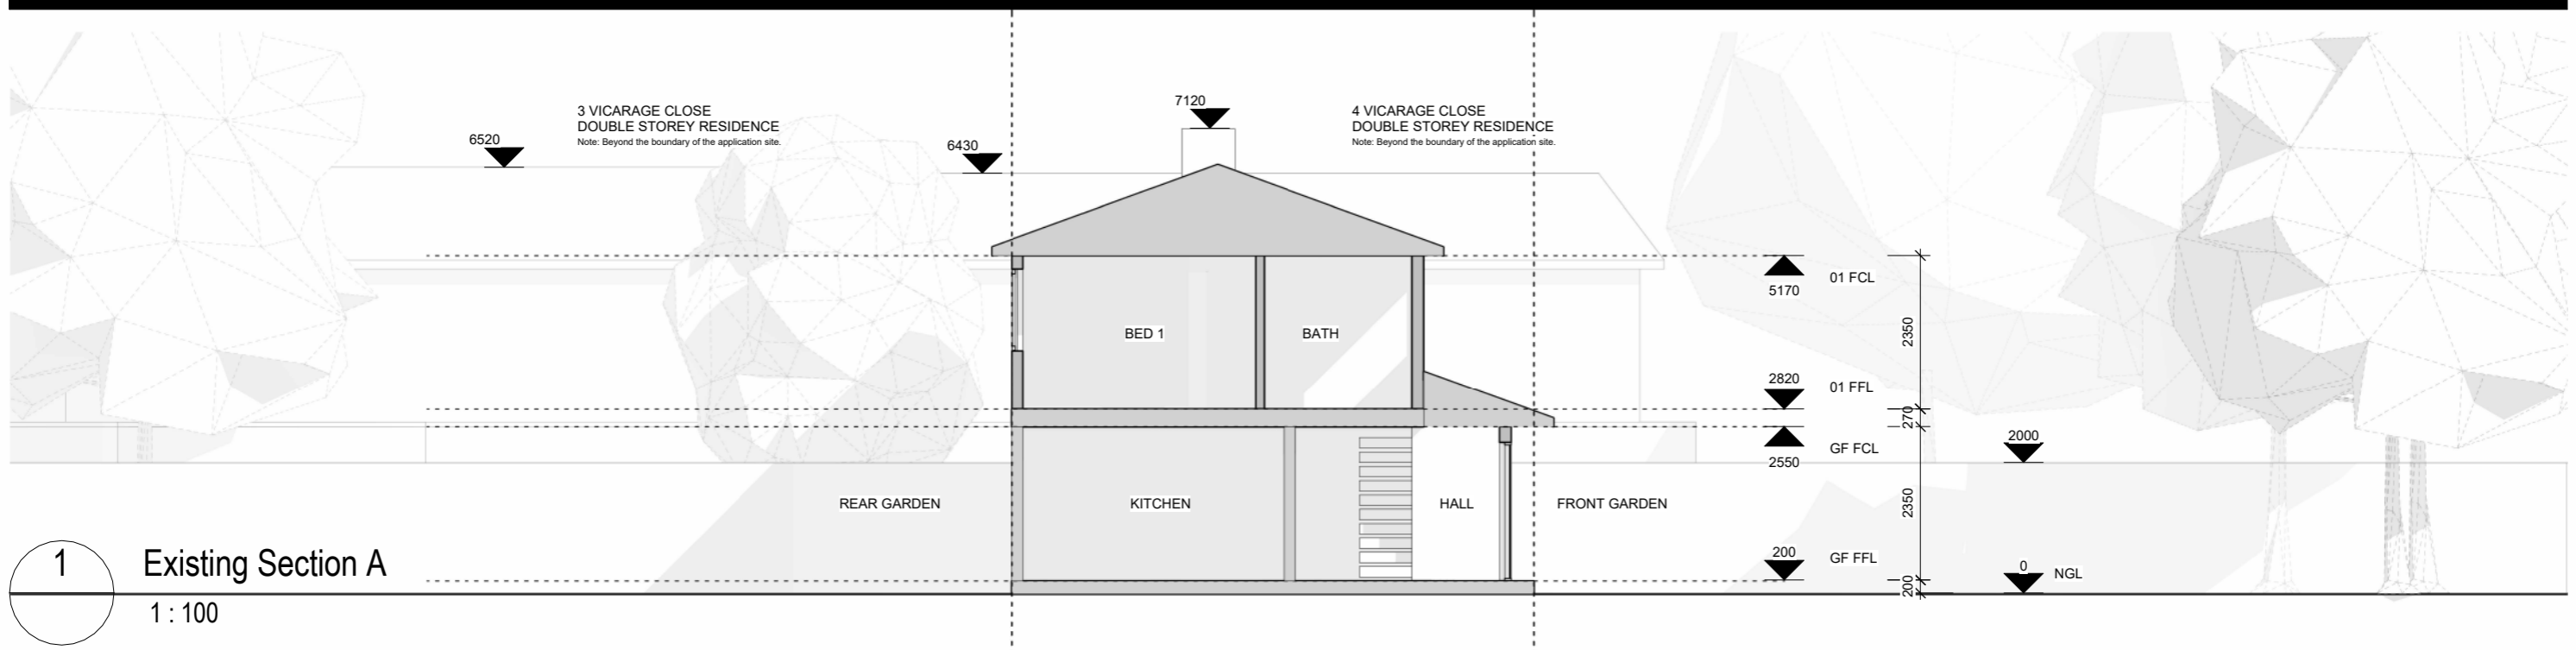 3 VICARAGE CLOSE
DOUBLE STOREY RESIDENCE
Note: Beyond the boundary of the application site.
6520
6430
7120
4 VICARAGE CLOSE
DOUBLE STOREY RESIDENCE
Note: Beyond the boundary of the application site.
01 FCL
5170
2350
BED 1
BATH
2820
01 FFL
270
GF FCL
2550
2000
2350
REAR GARDEN
KITCHEN
HALL
FRONT GARDEN
200
GF FFL
200
0
NGL
1
Existing Section A
1 : 100